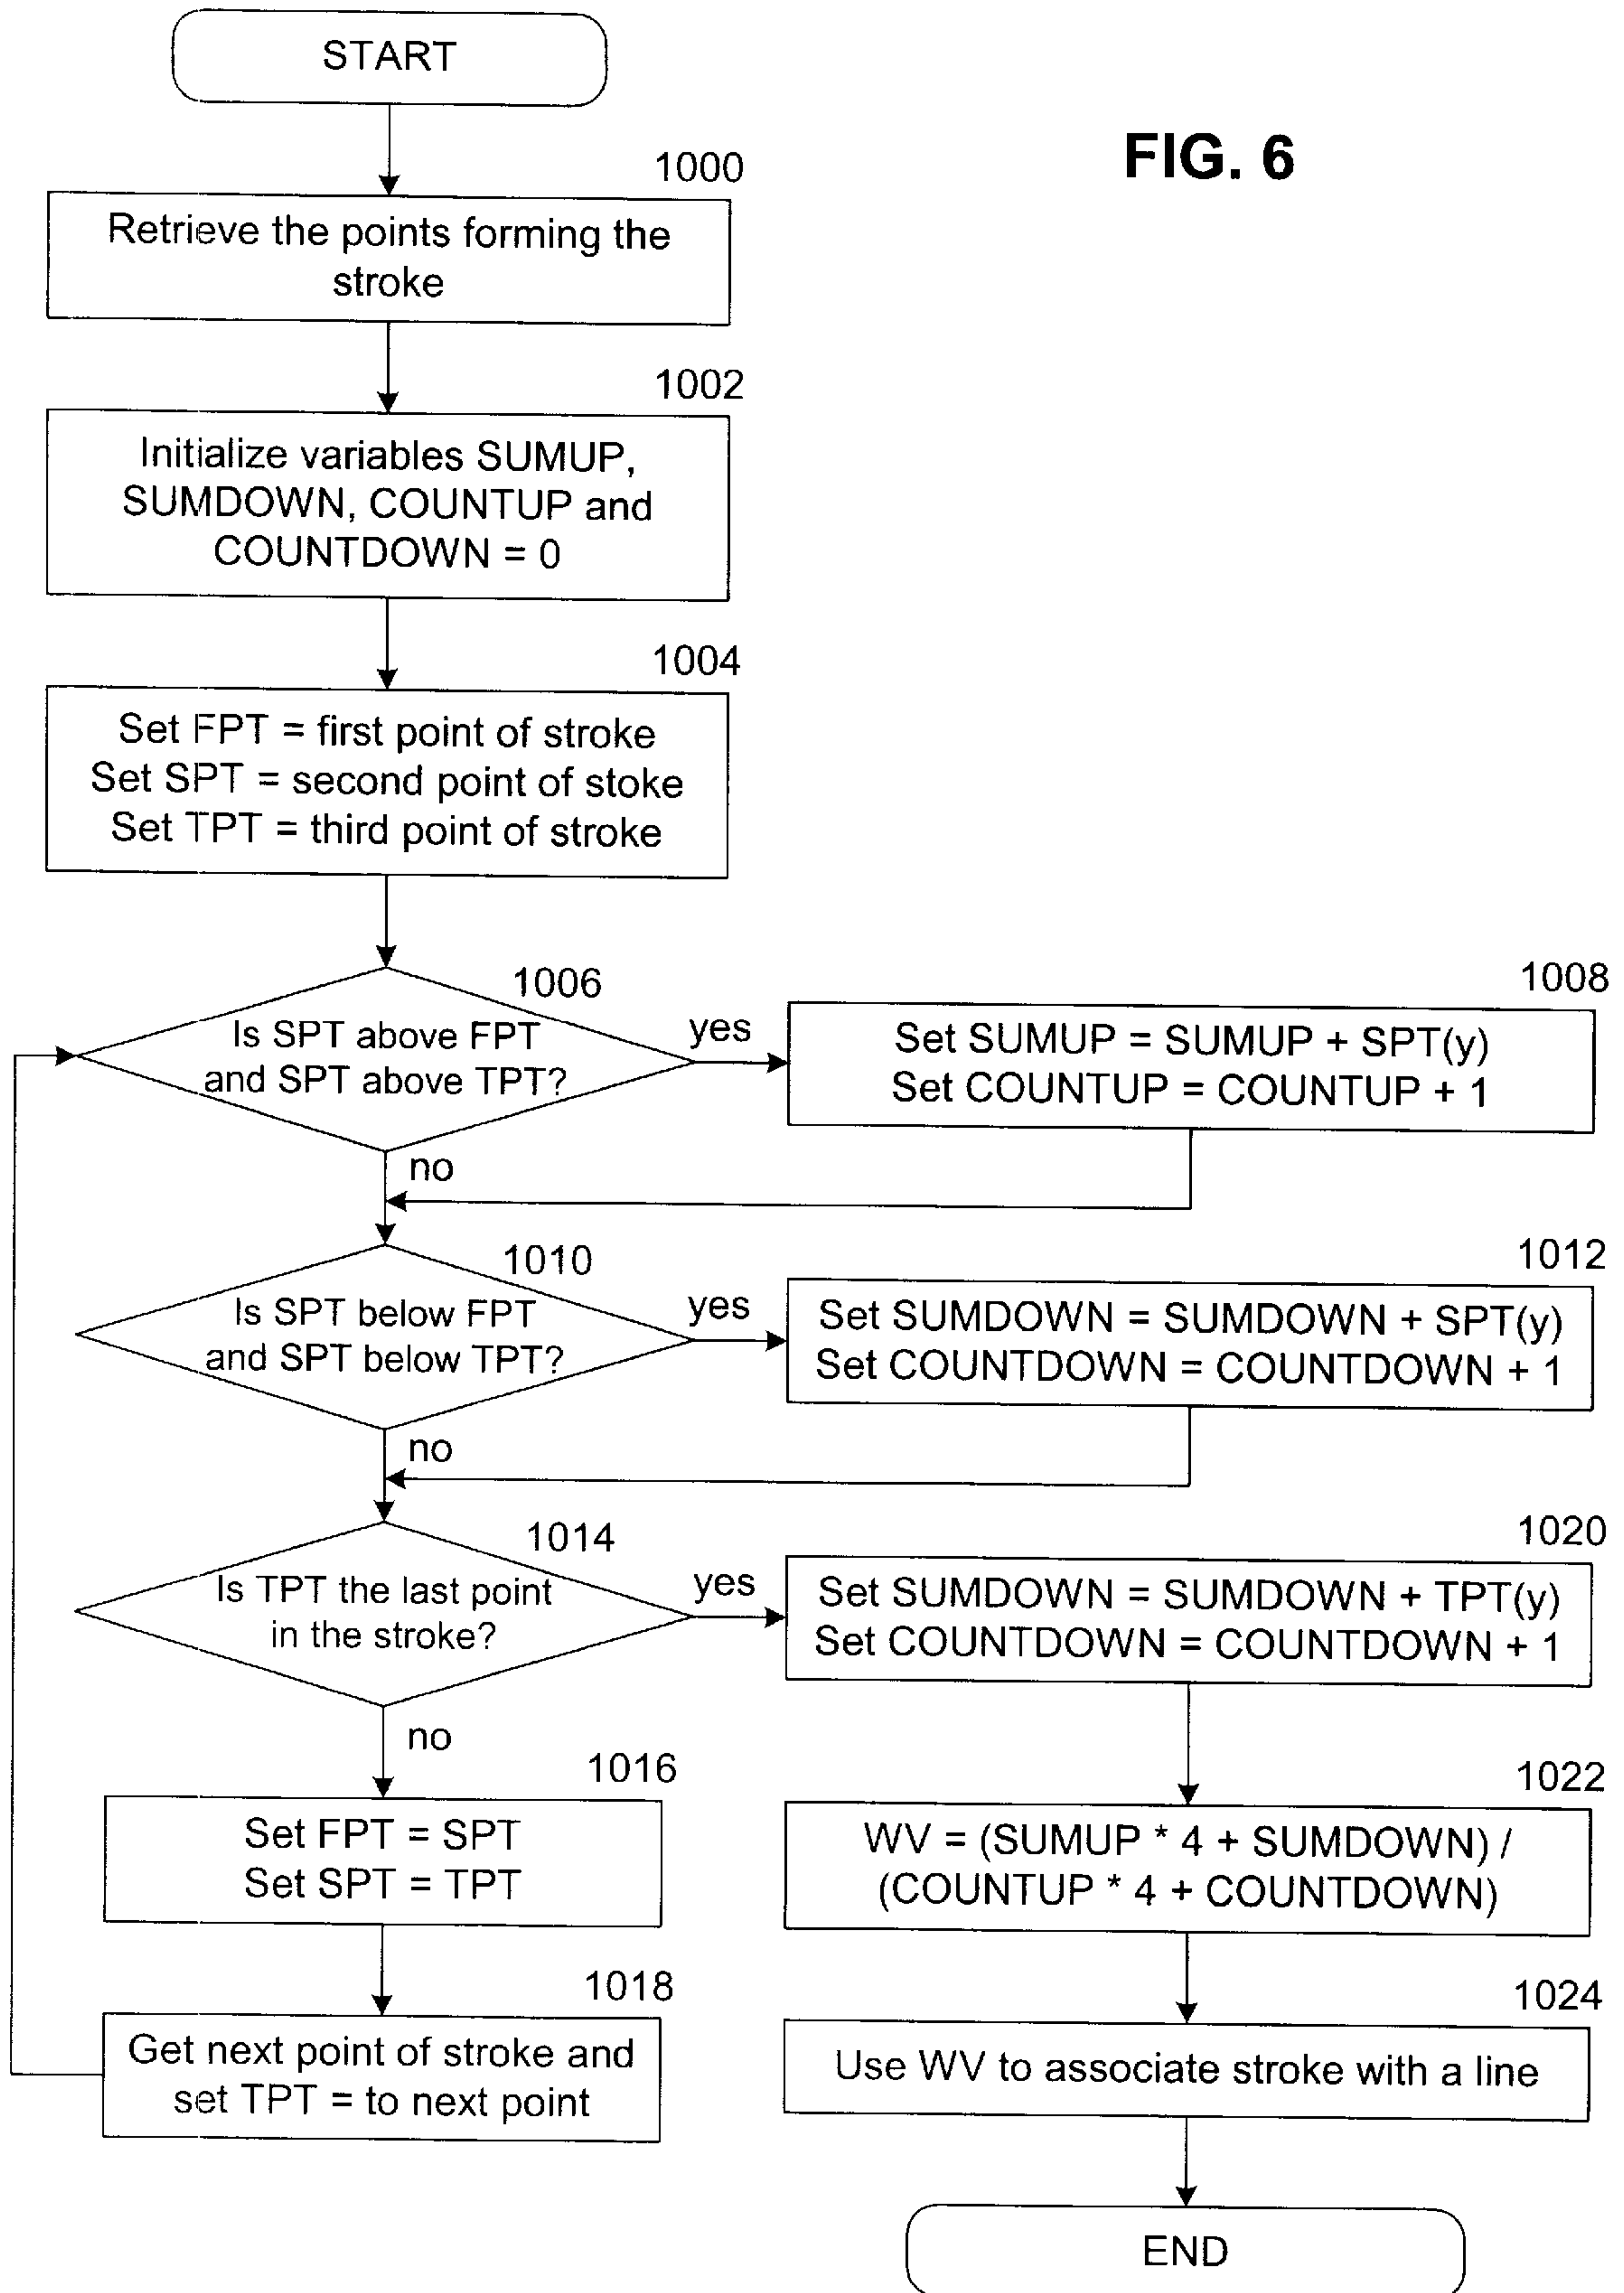 START
FIG. 6
1000
Retrieve the points forming the
stroke
1002
Initialize variables SUMUP,
SUMDOWN, COUNTUP and
COUNTDOWN = 0
1004
Set FPT = first point of stroke
Set SPT = second point of stoke
Set TPT = third point of stroke
1006
Is SPT above FPT
and SPT above TPT?
yes
1008
Set SUMUP = SUMUP + SPT(y)
Set COUNTUP = COUNTUP + 1
no
1010
Is SPT below FPT
and SPT below TPT?
yes
1012
Set SUMDOWN = SUMDOWN + SPT(y)
Set COUNTDOWN = COUNTDOWN + 1
no
1014
Is TPT the last point
in the stroke?
yes
1020
Set SUMDOWN = SUMDOWN + TPT(y)
Set COUNTDOWN = COUNTDOWN + 1
no
1016
Set FPT = SPT
Set SPT = TPT
1022
WV = (SUMUP * 4 + SUMDOWN) /
(COUNTUP * 4 + COUNTDOWN)
1018
Get next point of stroke and
set TPT = to next point
1024
Use WV to associate stroke with a line
END